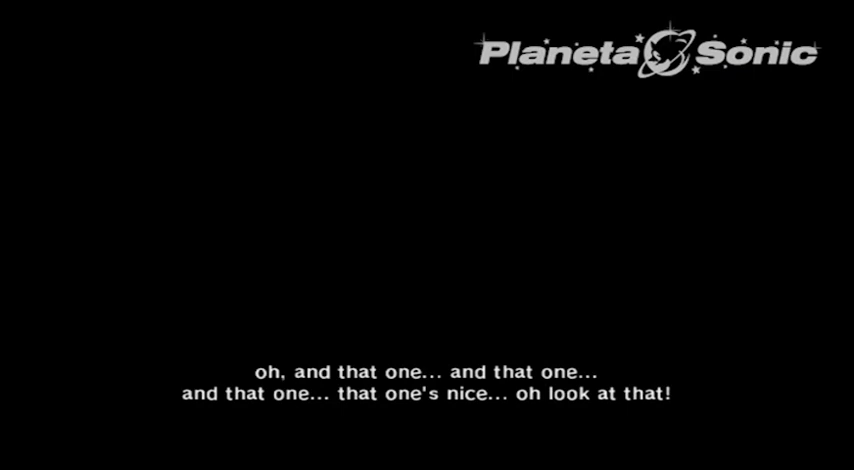 Planeta Sonic
oh, and that one... and that one...
and that one... that one's nice... oh look at that!